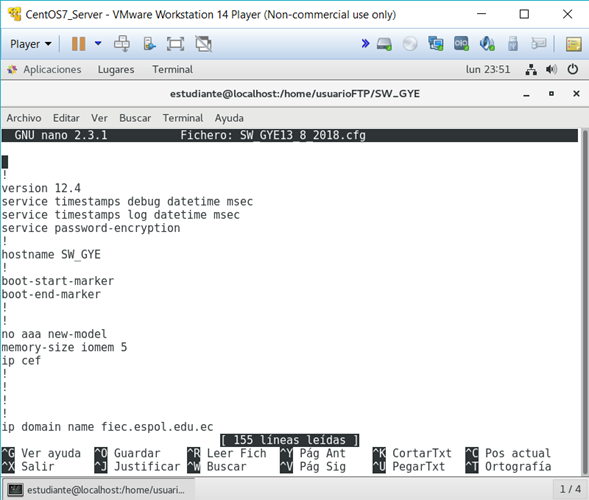 CentOS7_Server - VMware Workstation 14 Player (Non-commercial use only)
Player
Aplicaciones Lugares Terminal lun 23:51
estudiante@localhost:/home/usuarioFTP/SW_GYE
Archivo Editar Ver Buscar Terminal Ayuda
GNU nano 2.3.1 Fichero: SW_GYE13_8_2018.cfg
!
version 12.4
service timestamps debug datetime msec
service timestamps log datetime msec
service password-encryption
!
hostname SW_GYE
!
boot-start-marker
boot-end-marker
!
!
no aaa new-model
memory-size iomem 5
ip cef
!
!
!
!
ip domain name fiec.espol.edu.ec
[ 155 líneas leídas ]
^G Ver ayuda ^O Guardar ^R Leer Fich ^Y Pág Ant ^K CortarTxt ^C Pos actual
^X Salir ^J Justificar ^W Buscar ^V Pág Sig ^U PegarTxt ^T Ortografía
estudiante@localhost:/home/usuari... 1 / 4